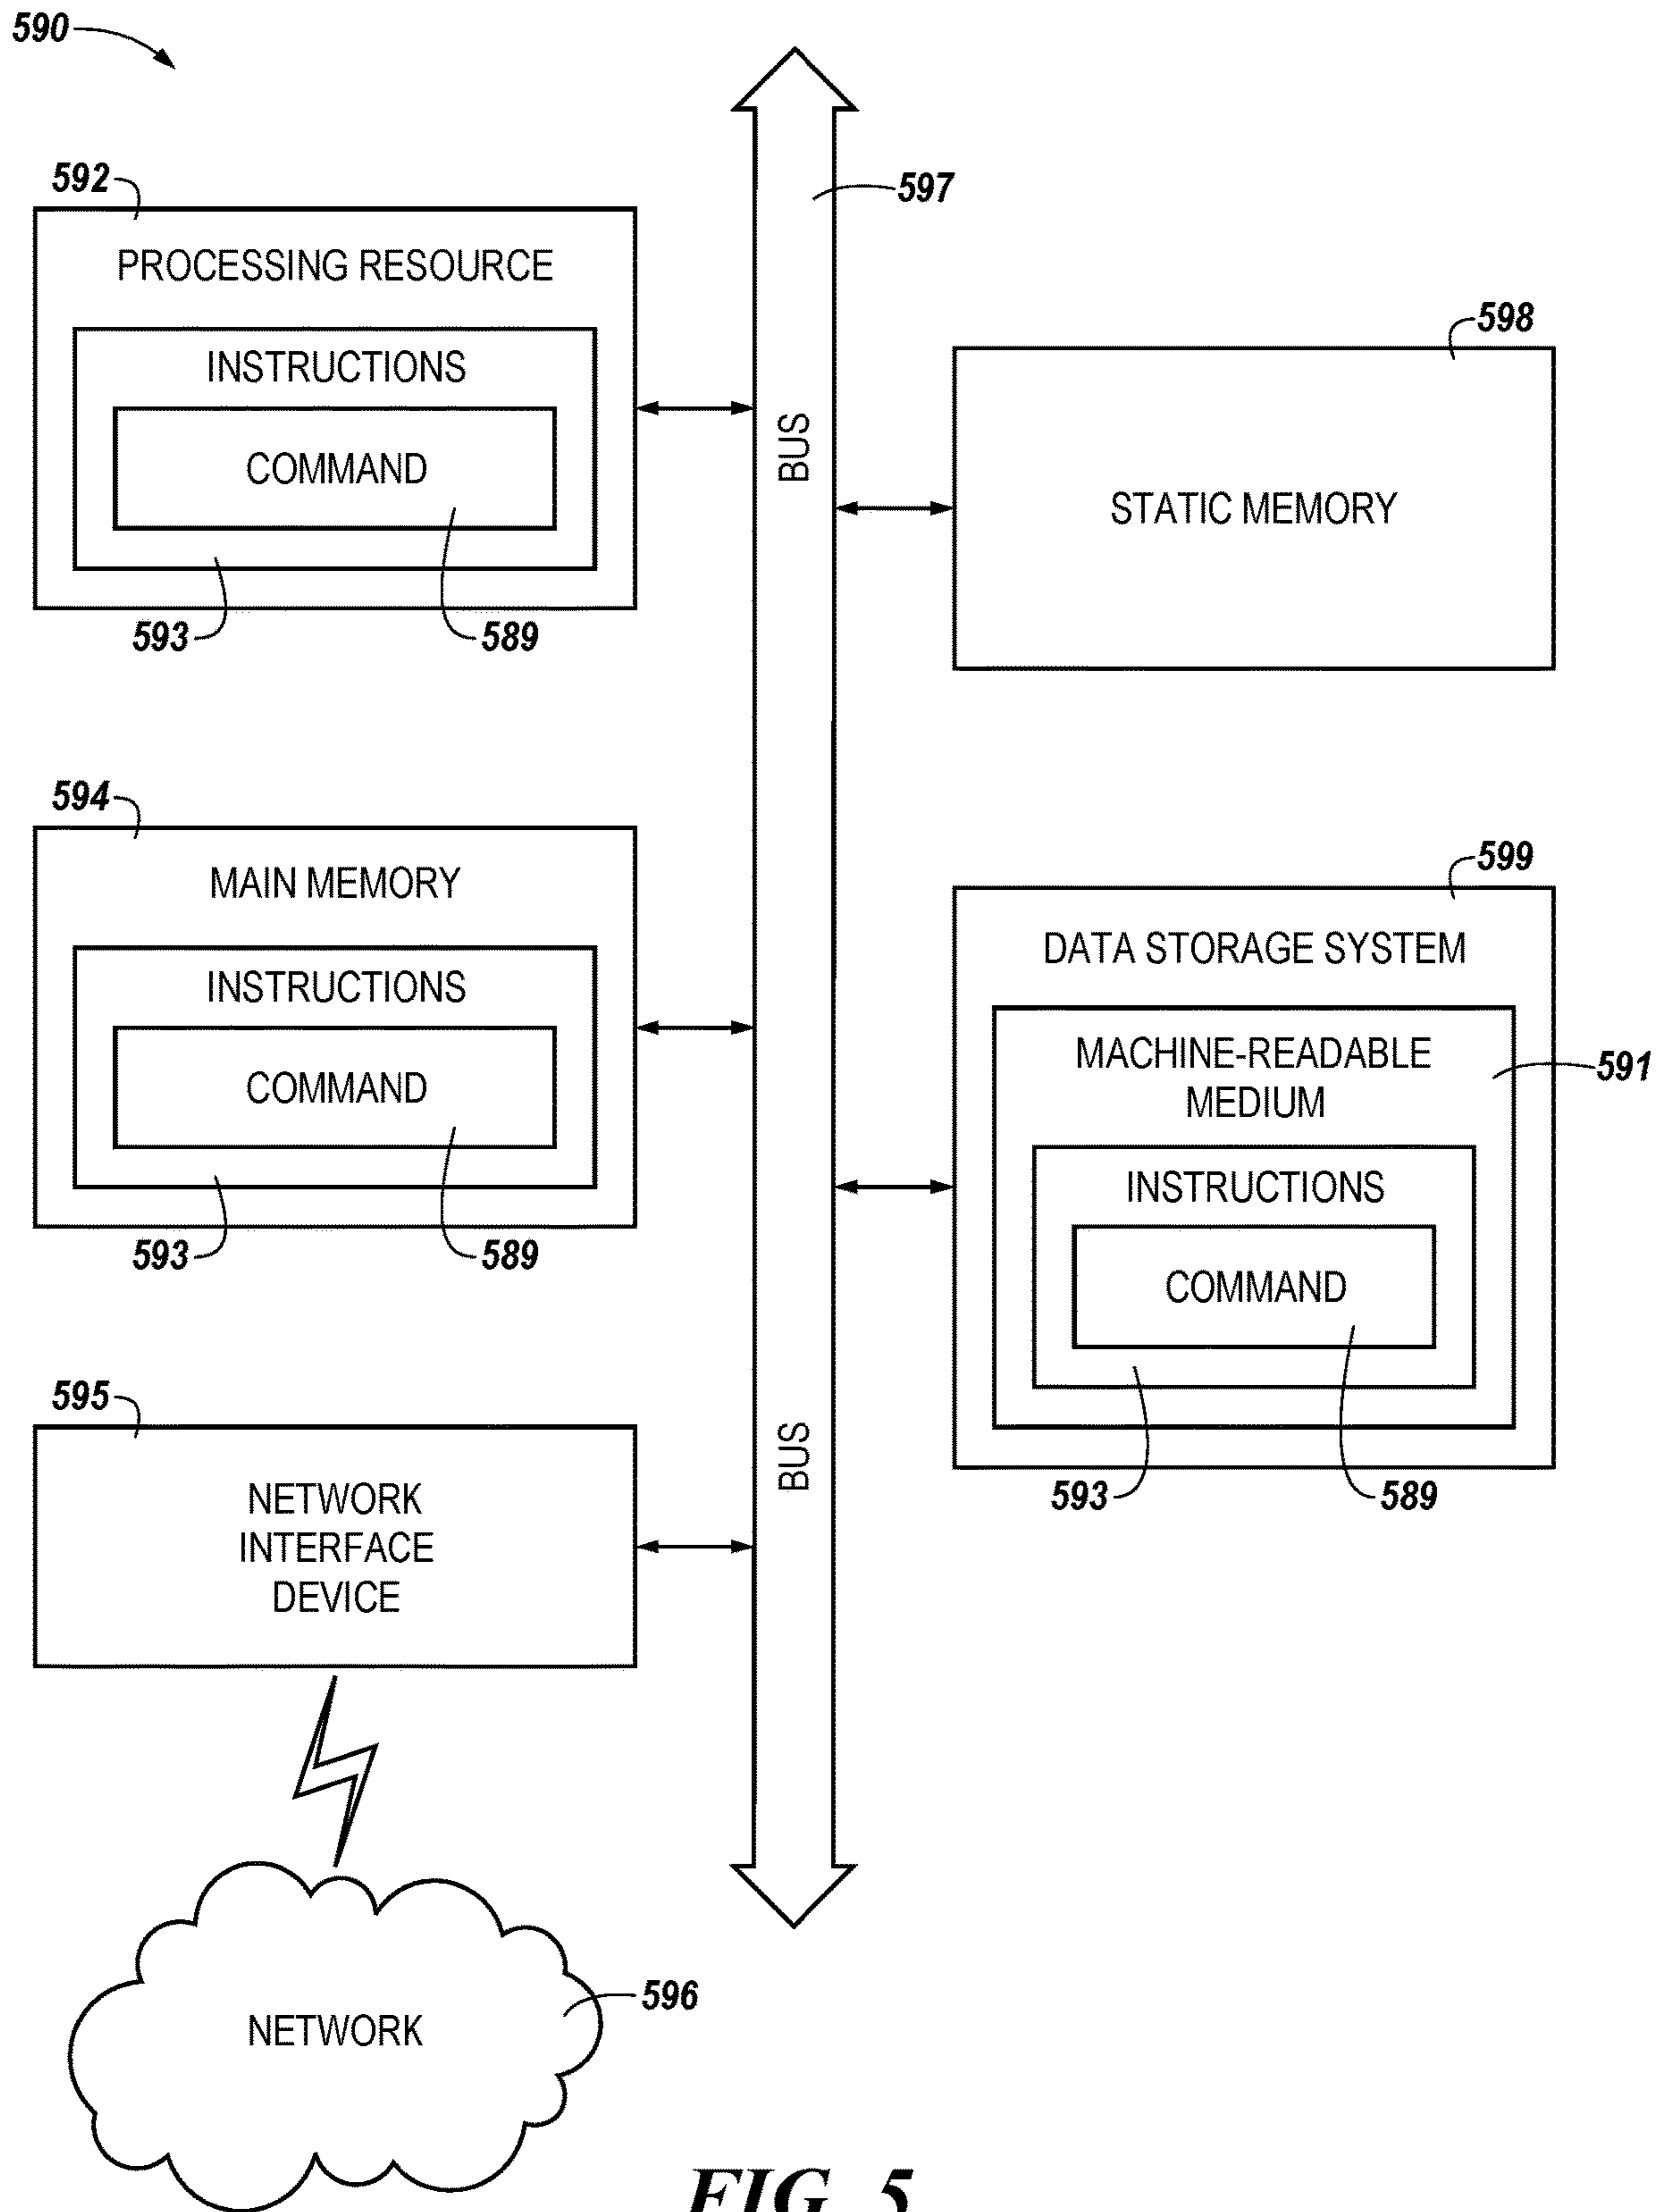 590
592
PROCESSING RESOURCE
INSTRUCTIONS
COMMAND
593
589
597
BUS
598
STATIC MEMORY
594
MAIN MEMORY
INSTRUCTIONS
COMMAND
593
589
599
DATA STORAGE SYSTEM
MACHINE-READABLE
MEDIUM
591
INSTRUCTIONS
COMMAND
593
589
595
NETWORK
INTERFACE
DEVICE
BUS
NETWORK
596
FIG. 5